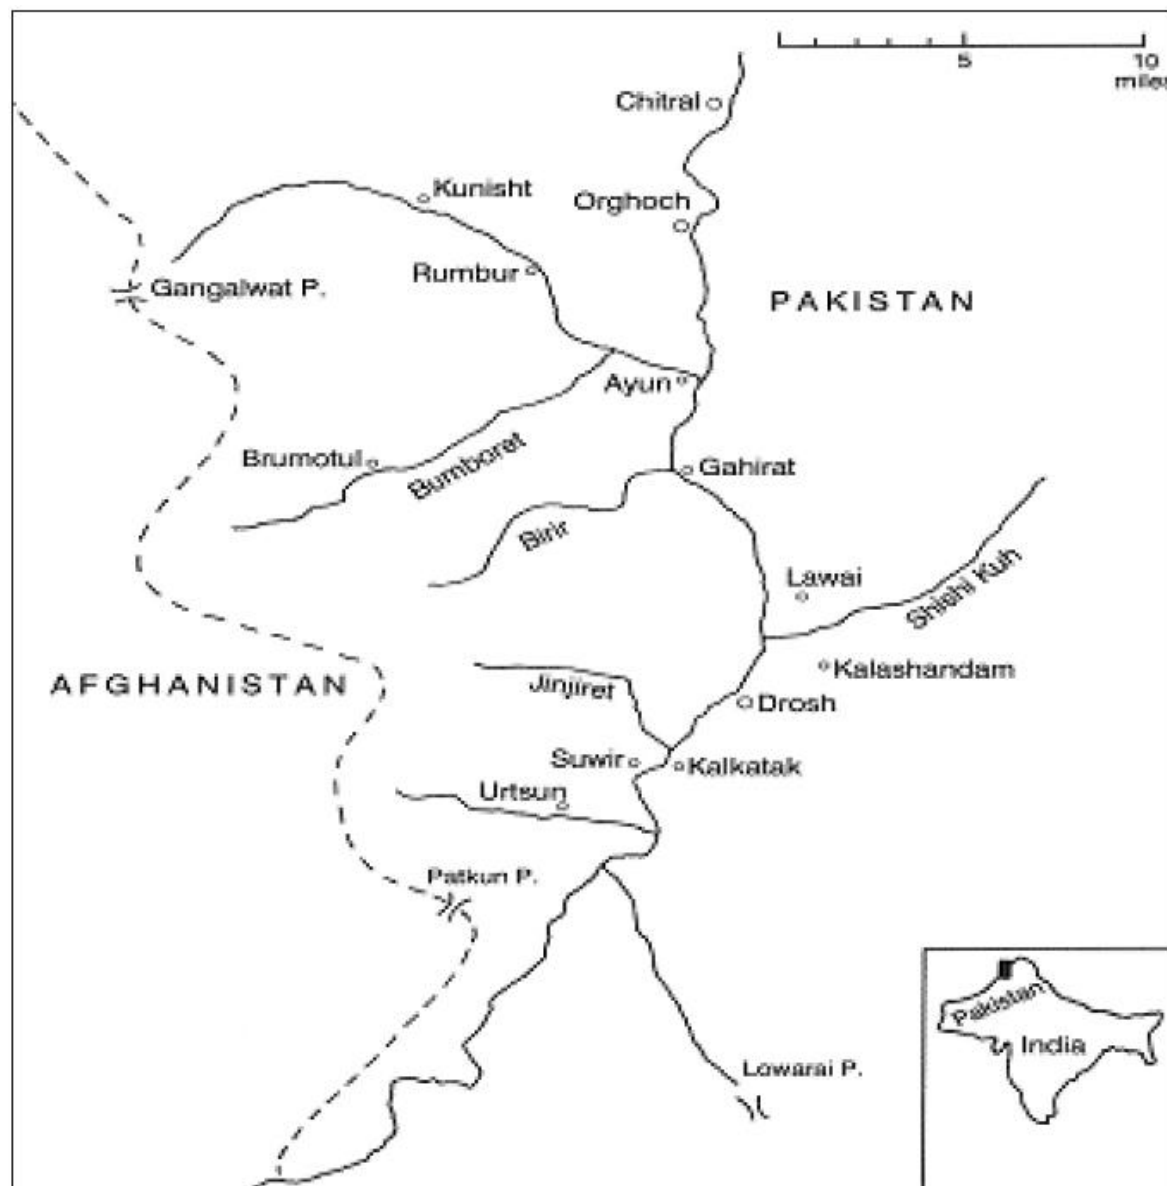 5
10
miles
Chitral
Kunisht
Orghoch
Rumbur
Gangalwat P.
PAKISTAN
Ayun
Brumotul
Bumboret
Gahirat
Birir
Lawai
Shishi Kuh
Kalashandam
AFGHANISTAN
Jinjiret
Drosh
Suwir
Kalkatak
Urtsun
Patkun P.
Pakistan
India
Lowarai P.